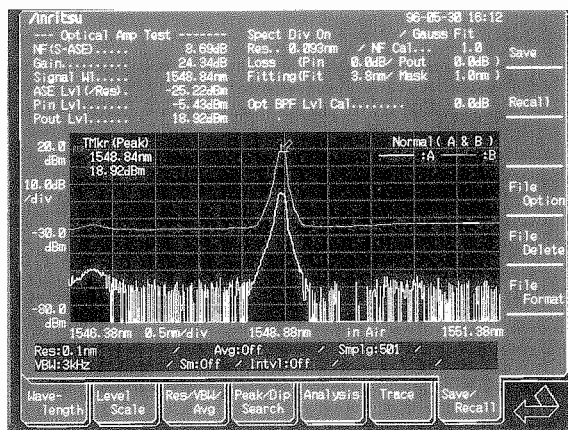 Anritsu 96-05-30 16:12
--- Optical Amp Test ------- Spect Div On / Gauss Fit
NF(S-ASE)..... 8.69dB Res.. 0.093nm / NF Cal... 1.0
Gain.......... 24.34dB Loss (Pin 0.0dB/ Pout 0.0dB )
Signal Wl..... 1548.84nm Fitting(Fit 3.8nm/ Mask 1.0nm )
ASE Lvl(/Res). -25.22dBm
Pin Lvl....... -5.43dBm Opt BPF Lvl Cal........ 0.0dB
Pout Lvl...... 18.92dBm
Save
Recall
File
Option
File
Delete
File
Format
20.0
dBm
TMkr(Peak)
1548.84nm
18.92dBm
Normal( A & B )
:A :B
10.0dB
/div
-30.0
dBm
-80.0
dBm
1546.38nm 0.5nm/div 1548.88nm in Air 1551.38nm
Res:0.1nm / Avg:Off / Smplg:501 /
VBW:3kHz / Sm:Off / Intvl:Off / /
Wave-
length
Level
Scale
Res/VBW/
Avg
Peak/Dip
Search
Analysis
Trace
Save/
Recall